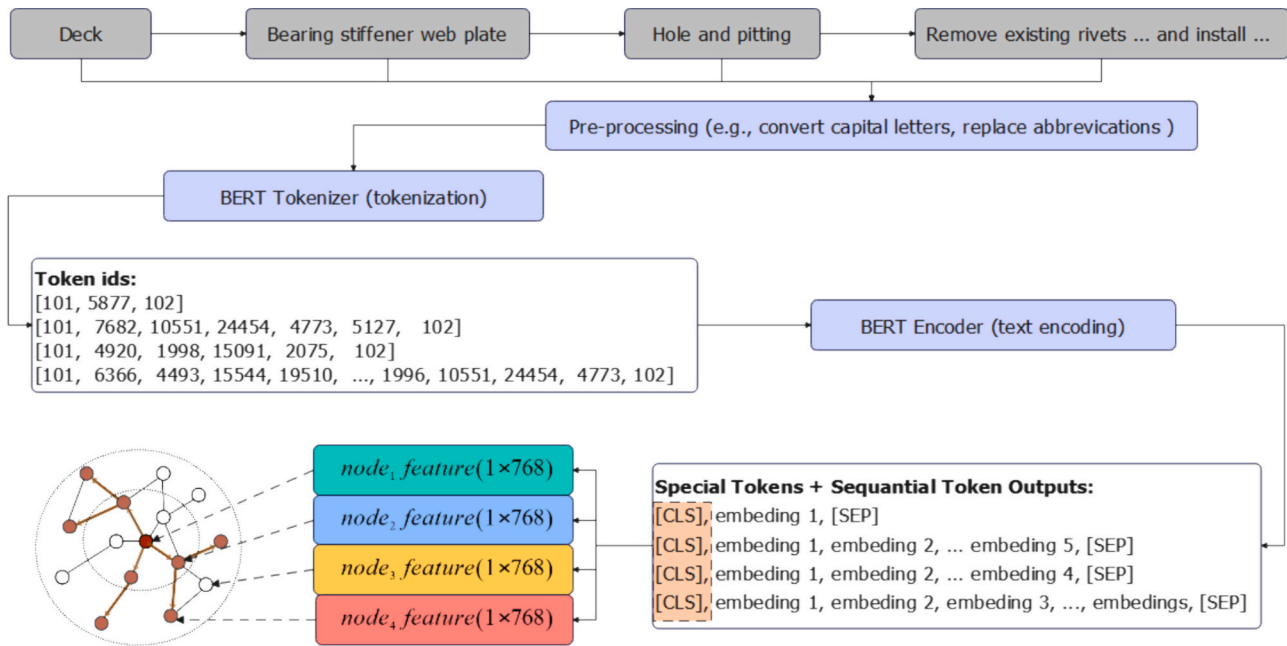 Deck
Bearing stiffener web plate
Hole and pitting
Remove existing rivets ... and install ...
Pre-processing (e.g., convert capital letters, replace abbrevications )
BERT Tokenizer (tokenization)
Token ids:
[101, 5877, 102]
[101, 7682, 10551, 24454, 4773, 5127, 102]
[101, 4920, 1998, 15091, 2075, 102]
[101, 6366, 4493, 15544, 19510, ..., 1996, 10551, 24454, 4773, 102]
BERT Encoder (text encoding)
Special Tokens + Sequantial Token Outputs:
[CLS], embeding 1, [SEP]
[CLS], embeding 1, embeding 2, ... embeding 5, [SEP]
[CLS], embeding 1, embeding 2, ... embeding 4, [SEP]
[CLS], embeding 1, embeding 2, embeding 3, ..., embedings, [SEP]
node₁ feature(1×768)
node₂ feature(1×768)
node₃ feature(1×768)
node₄ feature(1×768)